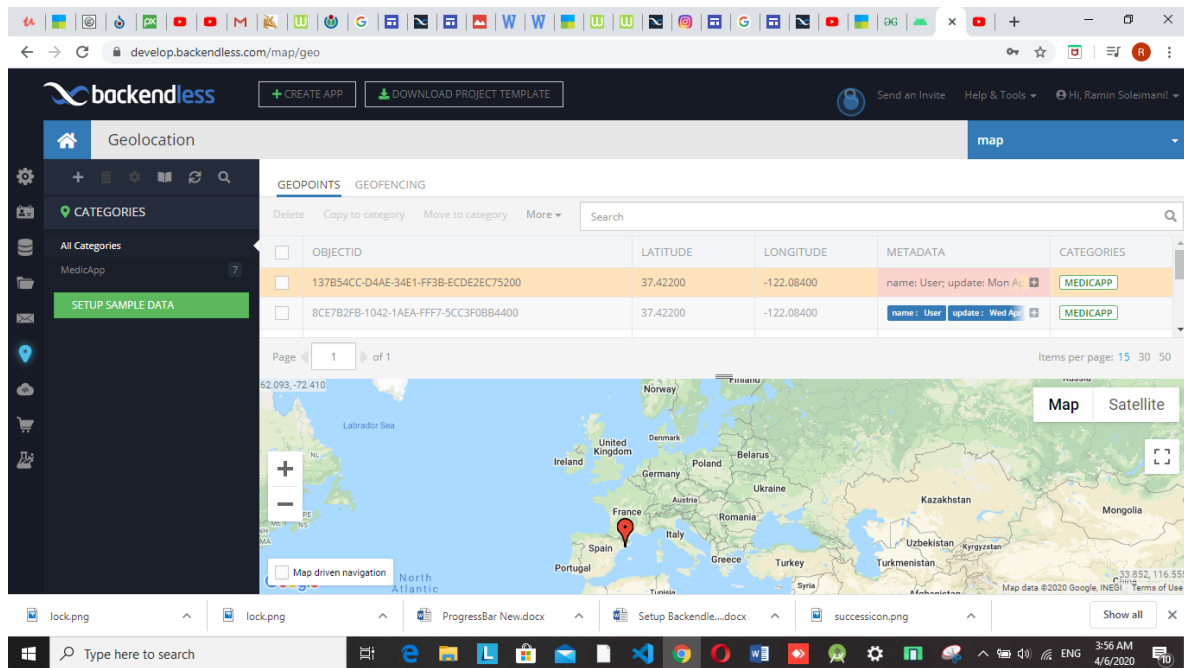 develop.backendless.com/map/geo
backendless
+ CREATE APP
DOWNLOAD PROJECT TEMPLATE
Send an Invite
Help & Tools
Hi, Ramin Soleimani!
Geolocation
map
CATEGORIES
All Categories
MedicApp 7
SETUP SAMPLE DATA
GEOPOINTS GEOFENCING
Delete Copy to category Move to category More
Search
OBJECTID LATITUDE LONGITUDE METADATA CATEGORIES
137B54CC-D4AE-34E1-FF3B-ECDE2EC75200 37.42200 -122.08400 name: User; update: Mon Ap MEDICAPP
8CE7B2FB-1042-1AEA-FFF7-5CC3F0BB4400 37.42200 -122.08400 name : User update : Wed Apr MEDICAPP
Page 1 of 1
Items per page: 15 30 50
62.093, -72.410
Norway
Finland
Map Satellite
Labrador Sea
NL
United
Kingdom
Denmark
Ireland
Belarus
Poland
Germany
Ukraine
Austria
Kazakhstan
France
Romania
Mongolia
PE
NS
MA
Italy
Uzbekistan
Kyrgyzstan
Spain
Greece
Turkey
Turkmenistan
Portugal
Map driven navigation
North
Atlantic
Tunisia
Syria
Afghanistan
33.852, 116.555
Map data ©2020 Google, INEGI Terms of Use
lock.png
lock.png
ProgressBar New.docx
Setup Backendle....docx
successicon.png
Show all
Type here to search
ENG
3:56 AM
4/6/2020
10